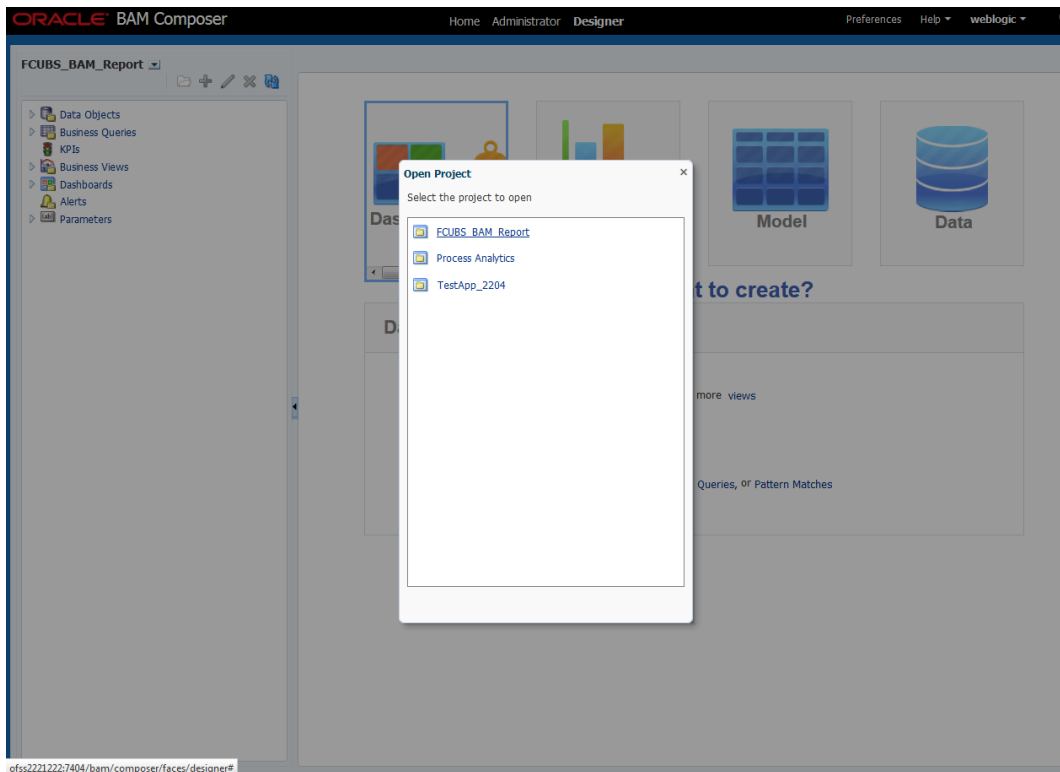 ORACLE BAM Composer
Home Administrator Designer
Preferences Help weblogic
FCUBS_BAM_Report
Data Objects
Business Queries
KPIs
Business Views
Dashboards
Alerts
Parameters
Das
Model
Data
Open Project
Select the project to open
FCUBS_BAM_Report
Process Analytics
TestApp_2204
t to create?
D
more views
Queries, or Pattern Matches
ofss2221222:7404/bam/composer/faces/designer#